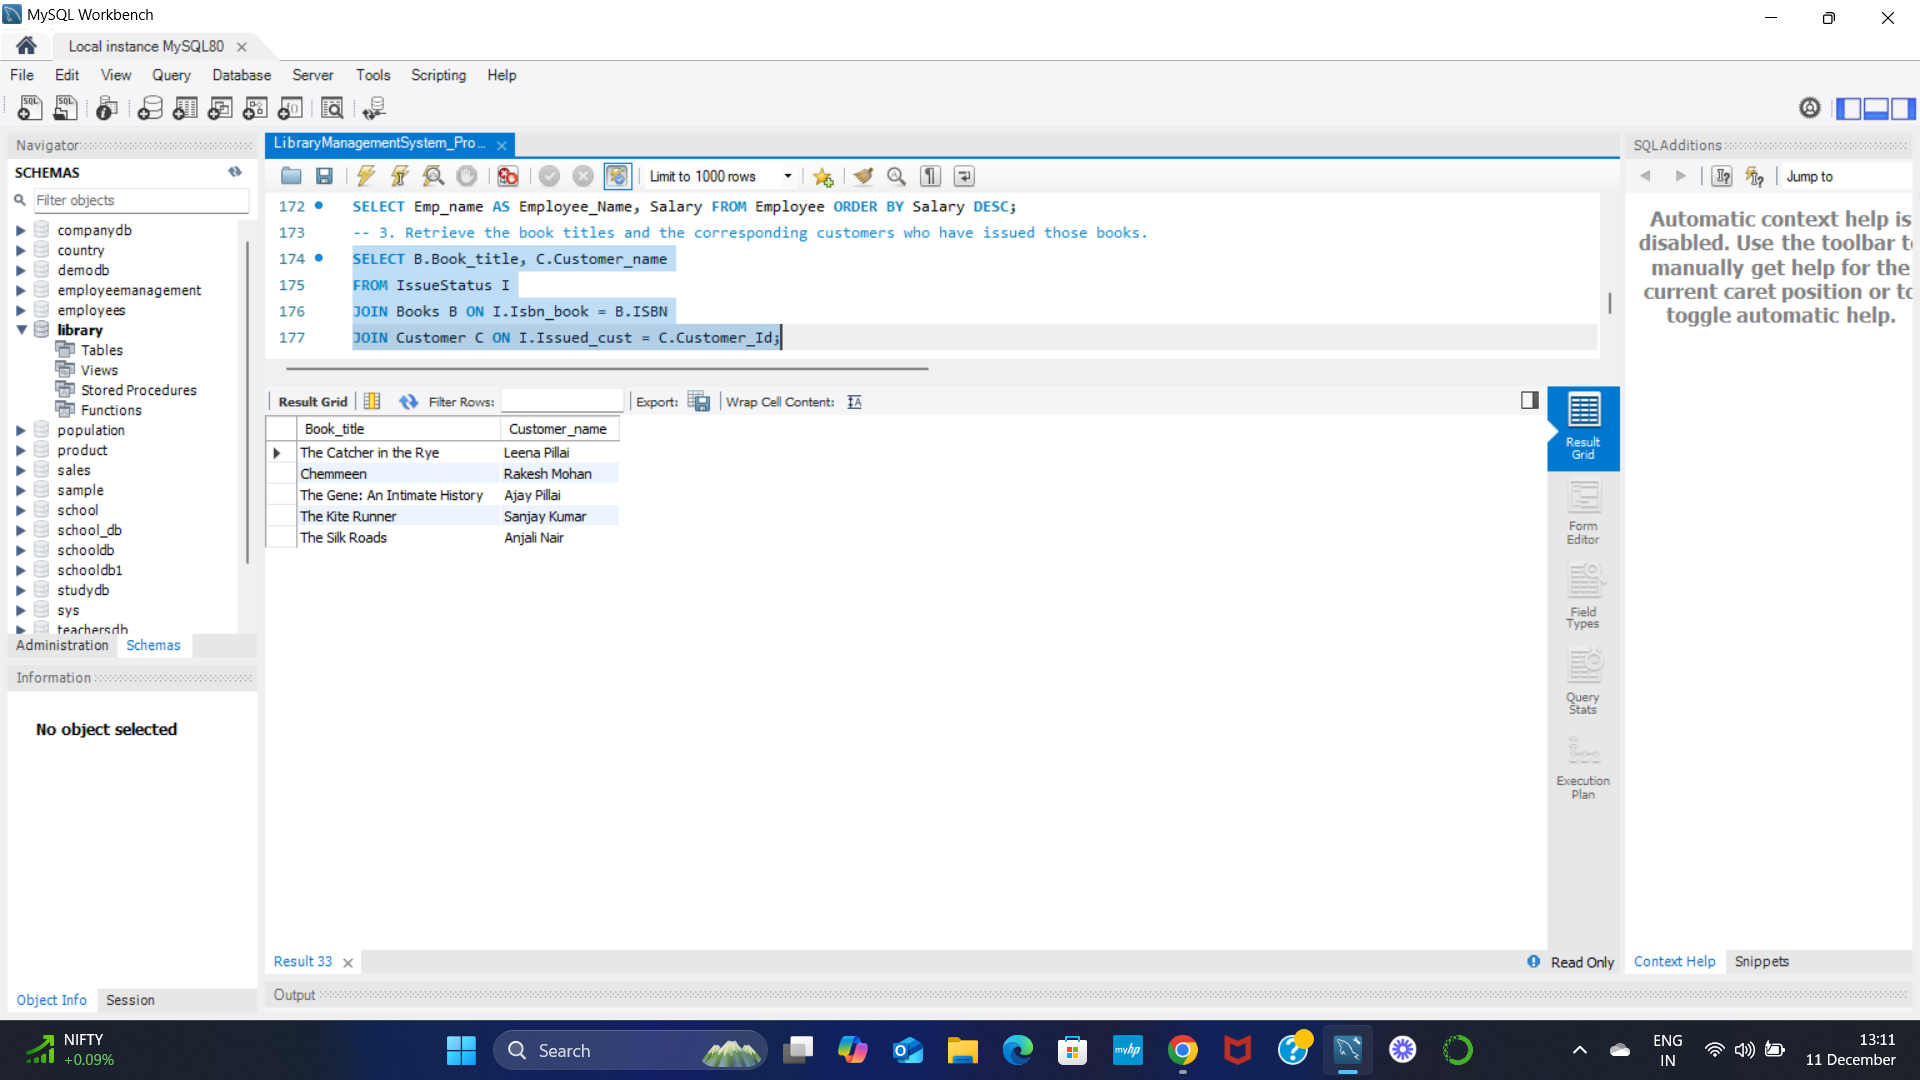 MySQL Workbench
Local instance MySQL80
File Edit View Query Database Server Tools Scripting Help
Navigator
SCHEMAS
Filter objects
companydb
country
demodb
employeemanagement
employees
library
Tables
Views
Stored Procedures
Functions
population
product
sales
sample
school
school_db
schooldb
schooldb1
studydb
sys
teachersdb
Administration Schemas
Information
No object selected
Object Info Session
LibraryManagementSystem_Pro...
Limit to 1000 rows
172 SELECT Emp_name AS Employee_Name, Salary FROM Employee ORDER BY Salary DESC;
173 -- 3. Retrieve the book titles and the corresponding customers who have issued those books.
174 SELECT B.Book_title, C.Customer_name
175 FROM IssueStatus I
176 JOIN Books B ON I.Isbn_book = B.ISBN
177 JOIN Customer C ON I.Issued_cust = C.Customer_Id;
Result Grid Filter Rows: Export: Wrap Cell Content:
Book_title Customer_name
The Catcher in the Rye Leena Pillai
Chemmeen Rakesh Mohan
The Gene: An Intimate History Ajay Pillai
The Kite Runner Sanjay Kumar
The Silk Roads Anjali Nair
Result
Grid
Form
Editor
Field
Types
Query
Stats
Execution
Plan
Result 33
Read Only
Output
SQLAdditions
Jump to
Automatic context help is
disabled. Use the toolbar t
manually get help for the
current caret position or to
toggle automatic help.
Context Help Snippets
NIFTY
+0.09%
Search
myhp
ENG
IN
13:11
11 December